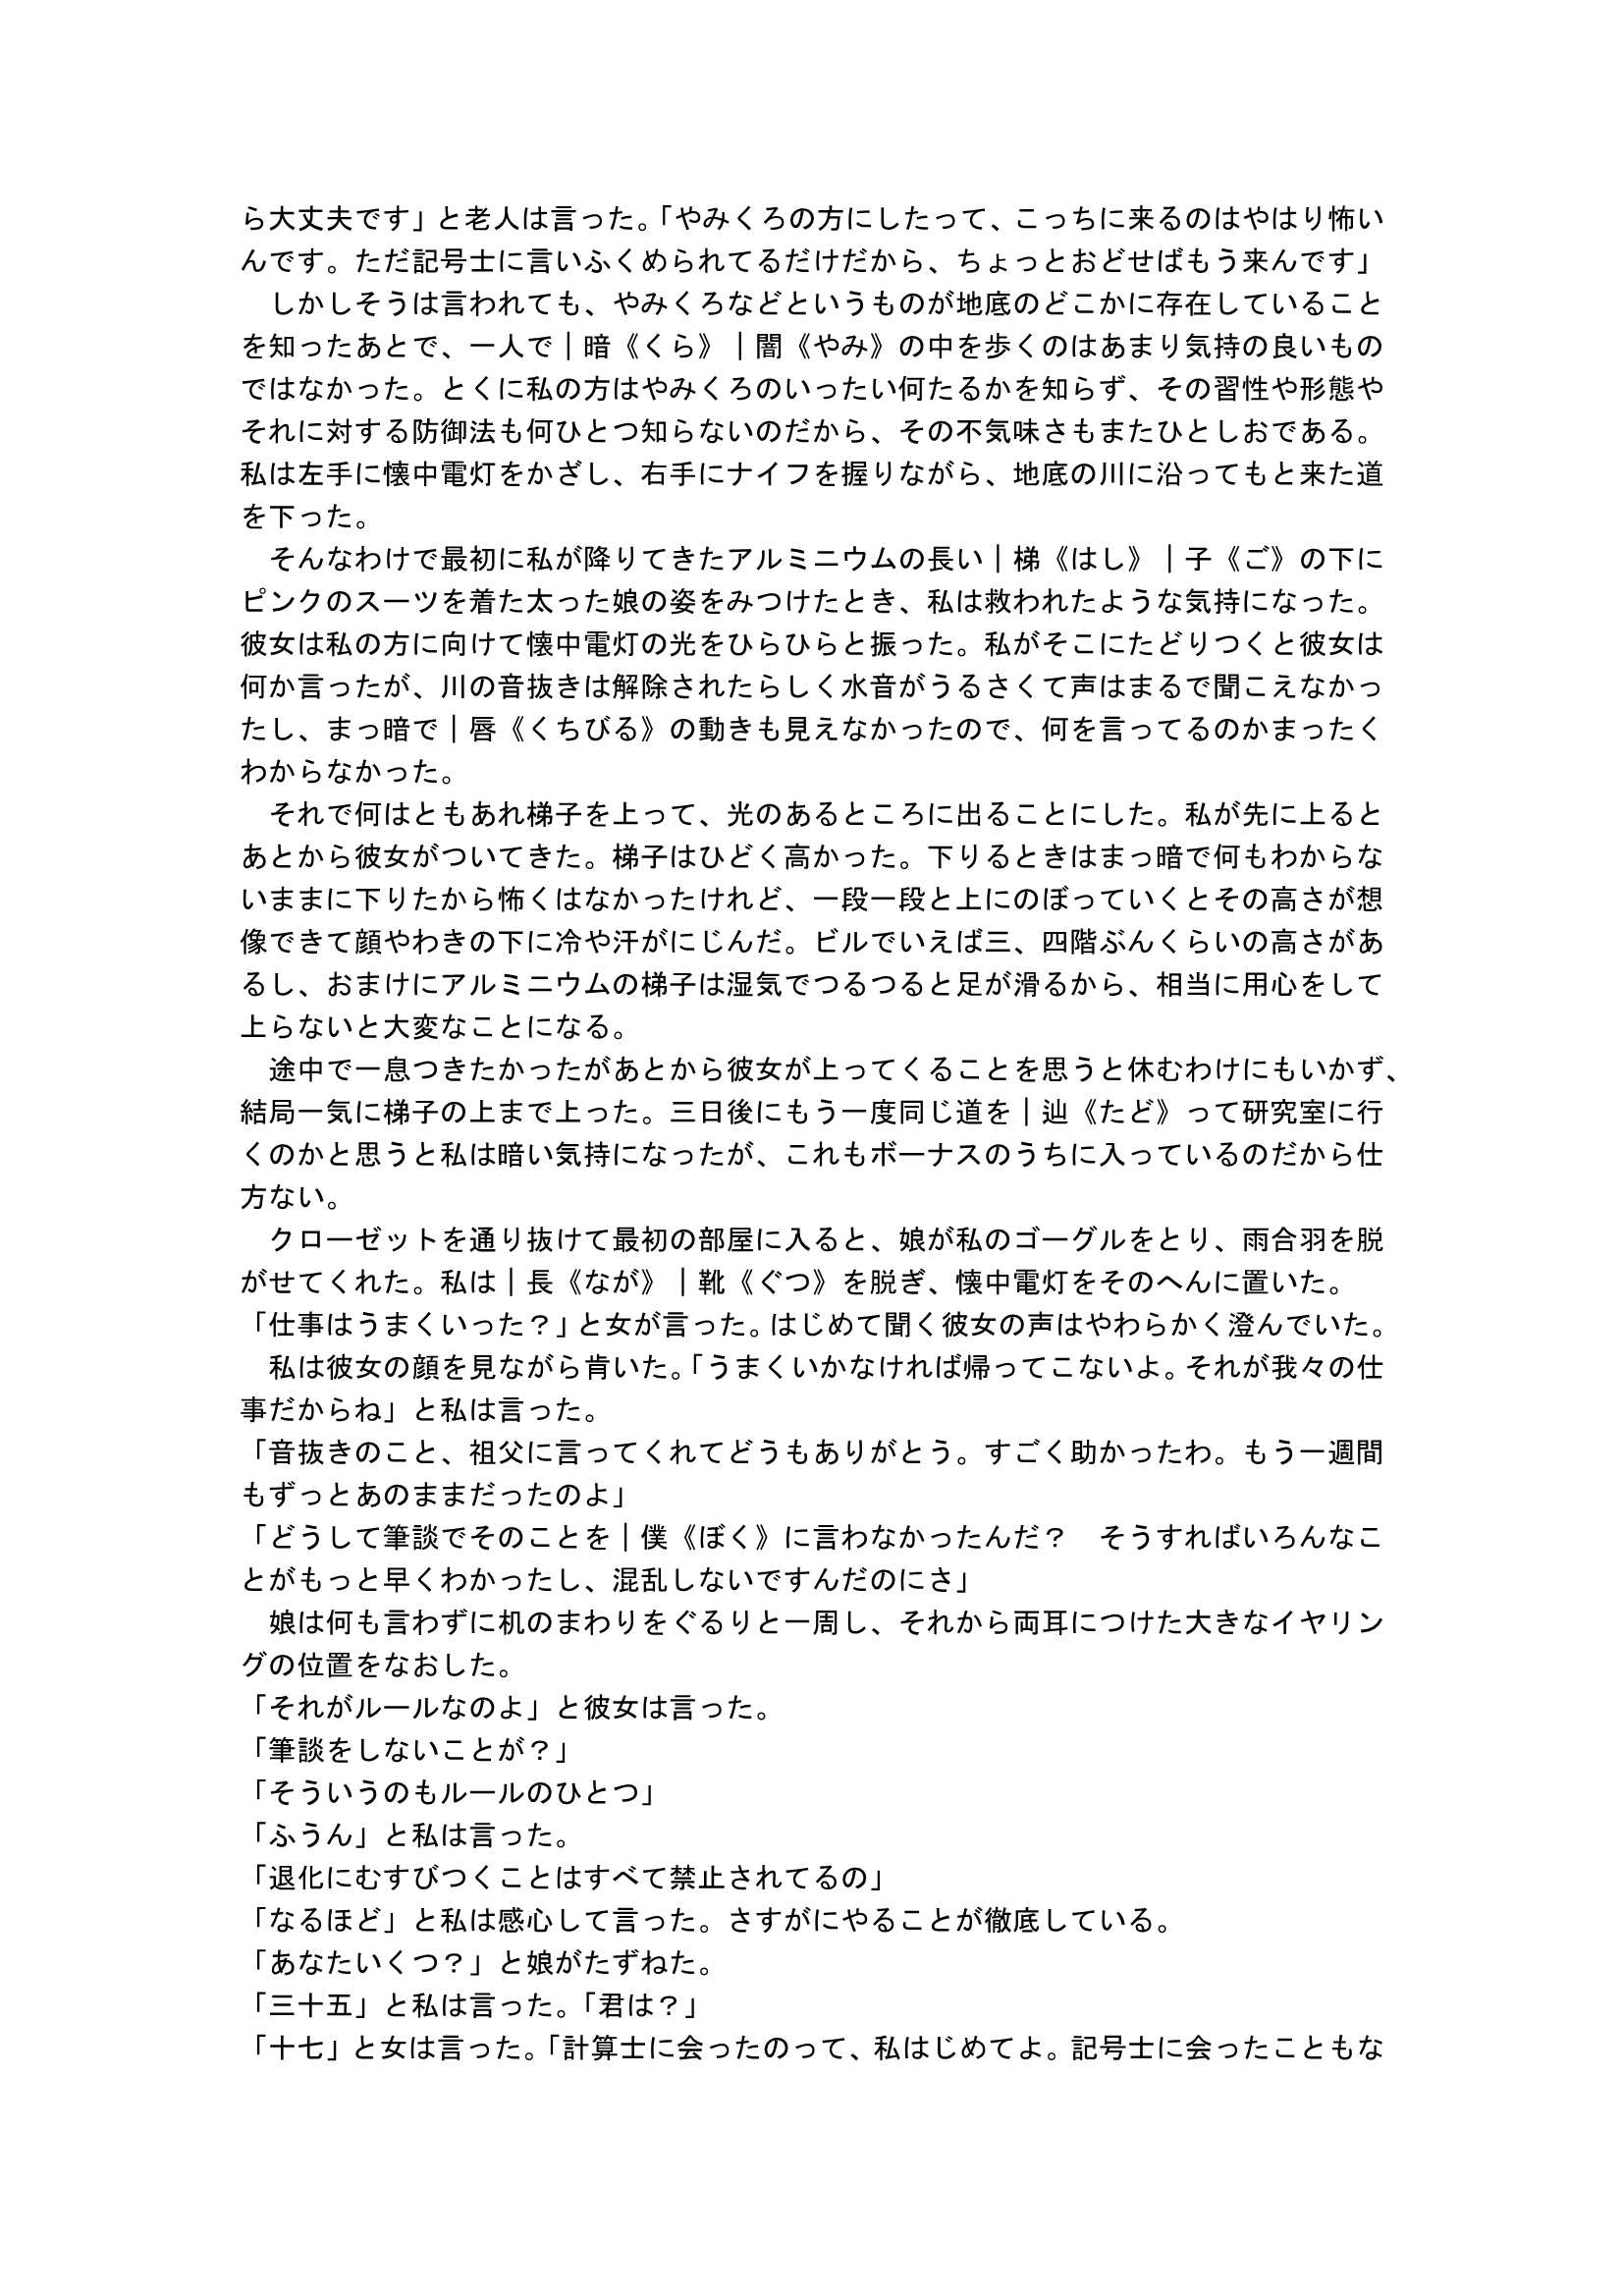 ら大丈夫です」と老人は言った。「やみくろの方にしたって、こっちに来るのはやはり怖い
んです。ただ記号士に言いふくめられてるだけだから、ちょっとおどせばもう来んです」
　しかしそうは言われても、やみくろなどというものが地底のどこかに存在していること
を知ったあとで、一人で｜暗《くら》｜闇《やみ》の中を歩くのはあまり気持の良いもの
ではなかった。とくに私の方はやみくろのいったい何たるかを知らず、その習性や形態や
それに対する防御法も何ひとつ知らないのだから、その不気味さもまたひとしおである。
私は左手に懐中電灯をかざし、右手にナイフを握りながら、地底の川に沿ってもと来た道
を下った。
　そんなわけで最初に私が降りてきたアルミニウムの長い｜梯《はし》｜子《ご》の下に
ピンクのスーツを着た太った娘の姿をみつけたとき、私は救われたような気持になった。
彼女は私の方に向けて懐中電灯の光をひらひらと振った。私がそこにたどりつくと彼女は
何か言ったが、川の音抜きは解除されたらしく水音がうるさくて声はまるで聞こえなかっ
たし、まっ暗で｜唇《くちびる》の動きも見えなかったので、何を言ってるのかまったく
わからなかった。
　それで何はともあれ梯子を上って、光のあるところに出ることにした。私が先に上ると
あとから彼女がついてきた。梯子はひどく高かった。下りるときはまっ暗で何もわからな
いままに下りたから怖くはなかったけれど、一段一段と上にのぼっていくとその高さが想
像できて顔やわきの下に冷や汗がにじんだ。ビルでいえば三、四階ぶんくらいの高さがあ
るし、おまけにアルミニウムの梯子は湿気でつるつると足が滑るから、相当に用心をして
上らないと大変なことになる。
　途中で一息つきたかったがあとから彼女が上ってくることを思うと休むわけにもいかず、
結局一気に梯子の上まで上った。三日後にもう一度同じ道を｜辿《たど》って研究室に行
くのかと思うと私は暗い気持になったが、これもボーナスのうちに入っているのだから仕
方ない。
　クローゼットを通り抜けて最初の部屋に入ると、娘が私のゴーグルをとり、雨合羽を脱
がせてくれた。私は｜長《なが》｜靴《ぐつ》を脱ぎ、懐中電灯をそのへんに置いた。
「仕事はうまくいった？」と女が言った。はじめて聞く彼女の声はやわらかく澄んでいた。
　私は彼女の顔を見ながら肯いた。「うまくいかなければ帰ってこないよ。それが我々の仕
事だからね」と私は言った。
「音抜きのこと、祖父に言ってくれてどうもありがとう。すごく助かったわ。もう一週間
もずっとあのままだったのよ」
「どうして筆談でそのことを｜僕《ぼく》に言わなかったんだ？　そうすればいろんなこ
とがもっと早くわかったし、混乱しないですんだのにさ」
　娘は何も言わずに机のまわりをぐるりと一周し、それから両耳につけた大きなイヤリン
グの位置をなおした。
「それがルールなのよ」と彼女は言った。
「筆談をしないことが？」
「そういうのもルールのひとつ」
「ふうん」と私は言った。
「退化にむすびつくことはすべて禁止されてるの」
「なるほど」と私は感心して言った。さすがにやることが徹底している。
「あなたいくつ？」と娘がたずねた。
「三十五」と私は言った。「君は？」
「十七」と女は言った。「計算士に会ったのって、私はじめてよ。記号士に会ったこともな